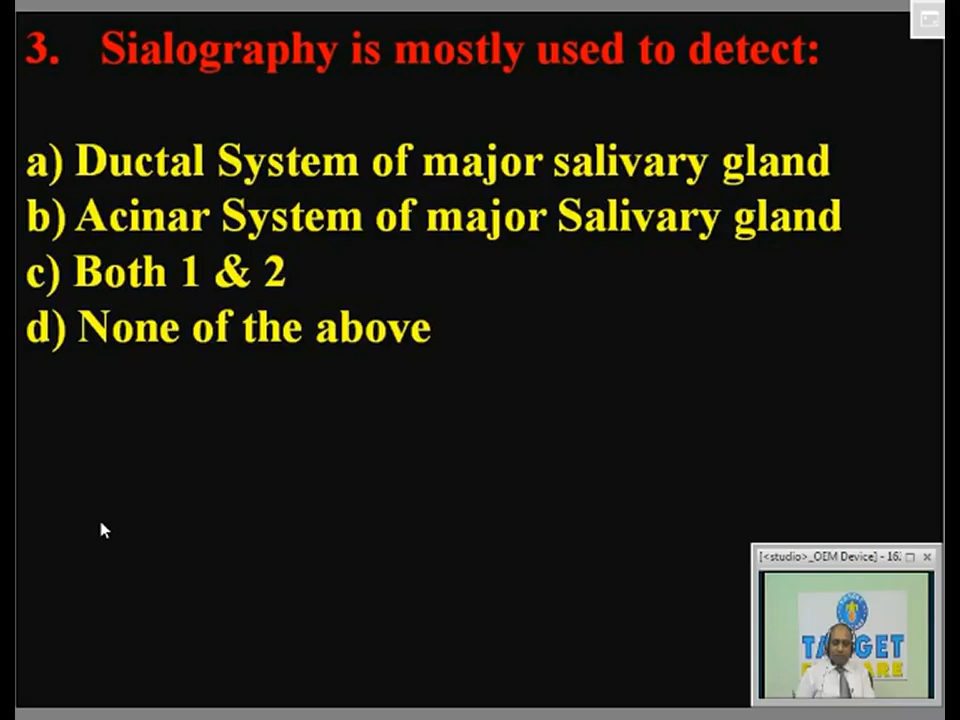 3. Sialography is mostly used to detect:
a) Ductal System of major salivary gland
b) Acinar System of major Salivary gland
c) Both 1 & 2
d) None of the above
[<studio>_OEM Device] - 16
TARGET